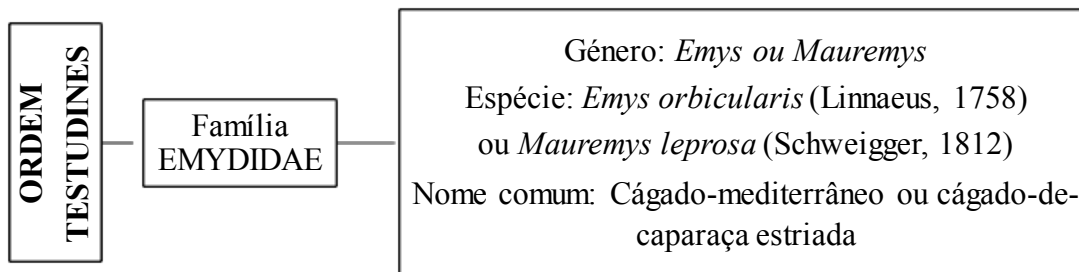 ORDEM
TESTUDINES
Família
EMYDIDAE
Género: Emys ou Mauremys
Espécie: Emys orbicularis (Linnaeus, 1758)
ou Mauremys leprosa (Schweigger, 1812)
Nome comum: Cágado-mediterrâneo ou cágado-de-
caparaça estriada